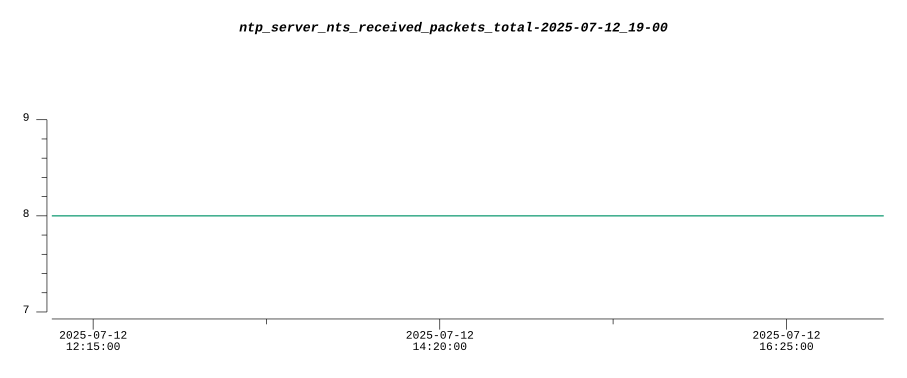 ntp_server_nts_received_packets_total-2025-07-12_19-00
9
8
7
2025-07-12 2025-07-12 2025-07-12
12:15:00 14:20:00 16:25:00